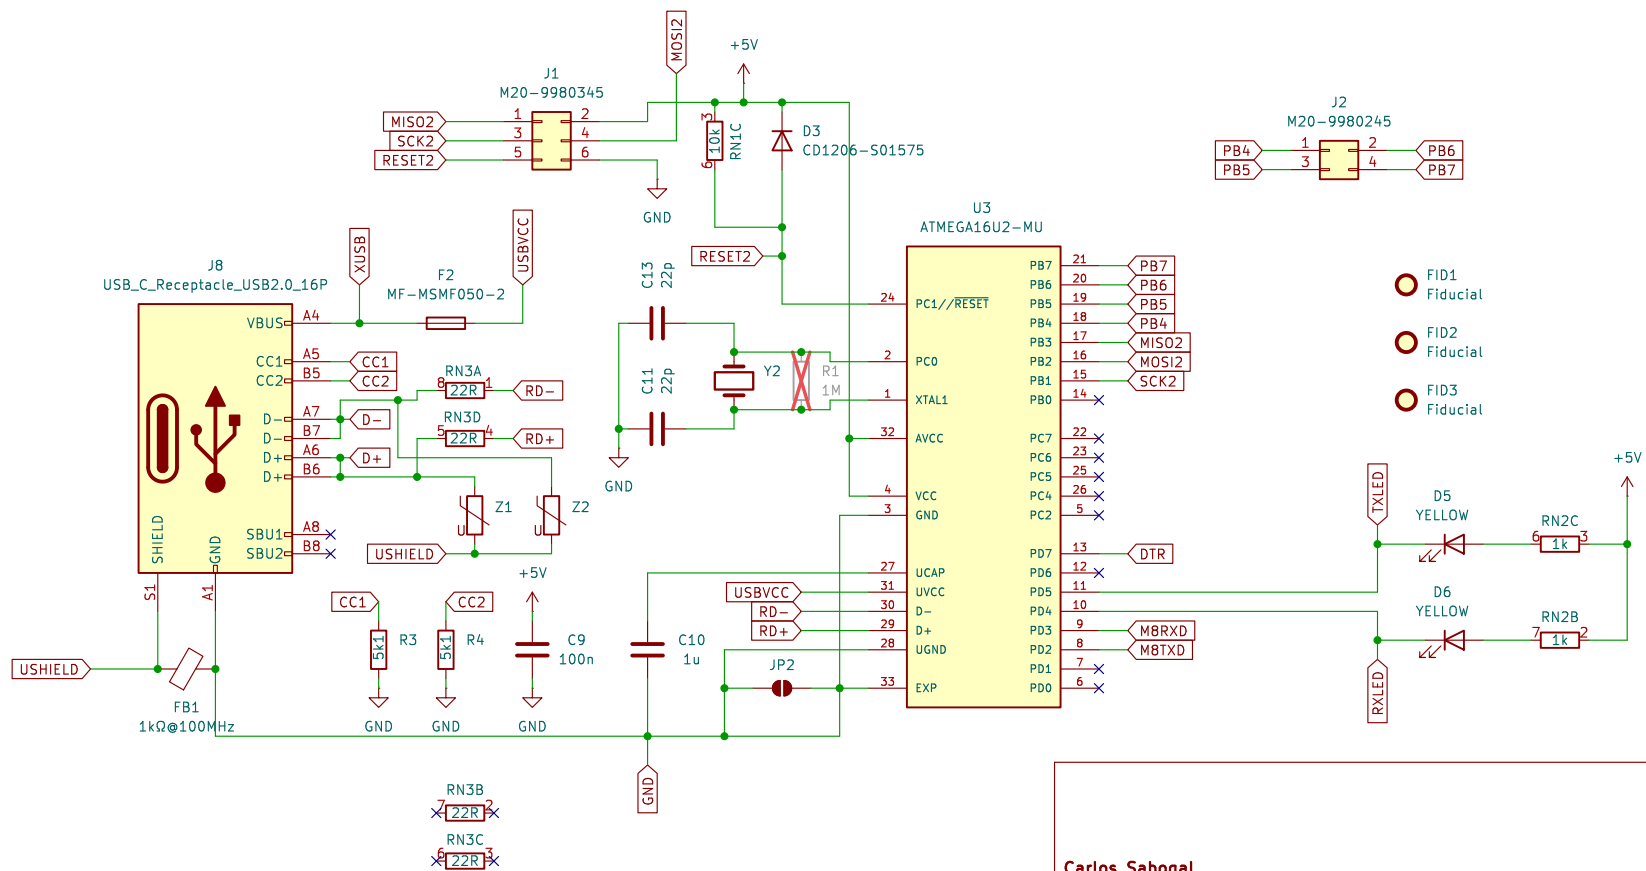 MOSI2
+5V
J1
M20-9980345
MISO2 1 2
SCK2 3 4
RESET2 5 6
GND
3
10k
RN1C
6
D3
CD1206-S01575
RESET2
J2
M20-9980245
PB4 1 2 PB6
PB5 3 4 PB7
XUSB
USBVCC
J8
USB_C_Receptacle_USB2.0_16P
F2
MF-MSMF050-2
VBUS A4
CC1 A5 CC1
CC2 B5 CC2
D- A7 D-
D- B7
D+ A6 D+
D+ B6
SBU1 A8
SBU2 B8
SHIELD
GND
S1
A1
RN3A
8 22R 1 RD-
RN3D
5 22R 4 RD+
Z1
U
Z2
U
USHIELD
C13
22p
C11
22p
GND
Y2
R1
1M
U3
ATMEGA16U2-MU
24 PC1//RESET
2 PC0
1 XTAL1
32 AVCC
4 VCC
3 GND
27 UCAP
31 UVCC
30 D-
29 D+
28 UGND
33 EXP
PB7 21 PB7
PB6 20 PB6
PB5 19 PB5
PB4 18 PB4
PB3 17 MISO2
PB2 16 MOSI2
PB1 15 SCK2
PB0 14
PC7 22
PC6 23
PC5 25
PC4 26
PC2 5
PD7 13 DTR
PD6 12
PD5 11
PD4 10
PD3 9 M8RXD
PD2 8 M8TXD
PD1 7
PD0 6
USBVCC
RD-
RD+
FID1
Fiducial
FID2
Fiducial
FID3
Fiducial
+5V
TXLED
D5
YELLOW
RN2C
6 1k 3
D6
YELLOW
RN2B
7 1k 2
RXLED
USHIELD
FB1
1kΩ@100MHz
CC1
5k1
R3
GND
CC2
5k1
R4
GND
+5V
C9
100n
GND
C10
1u
JP2
GND
RN3B
7 22R 2
RN3C
6 22R 3
Carlos Sabogal